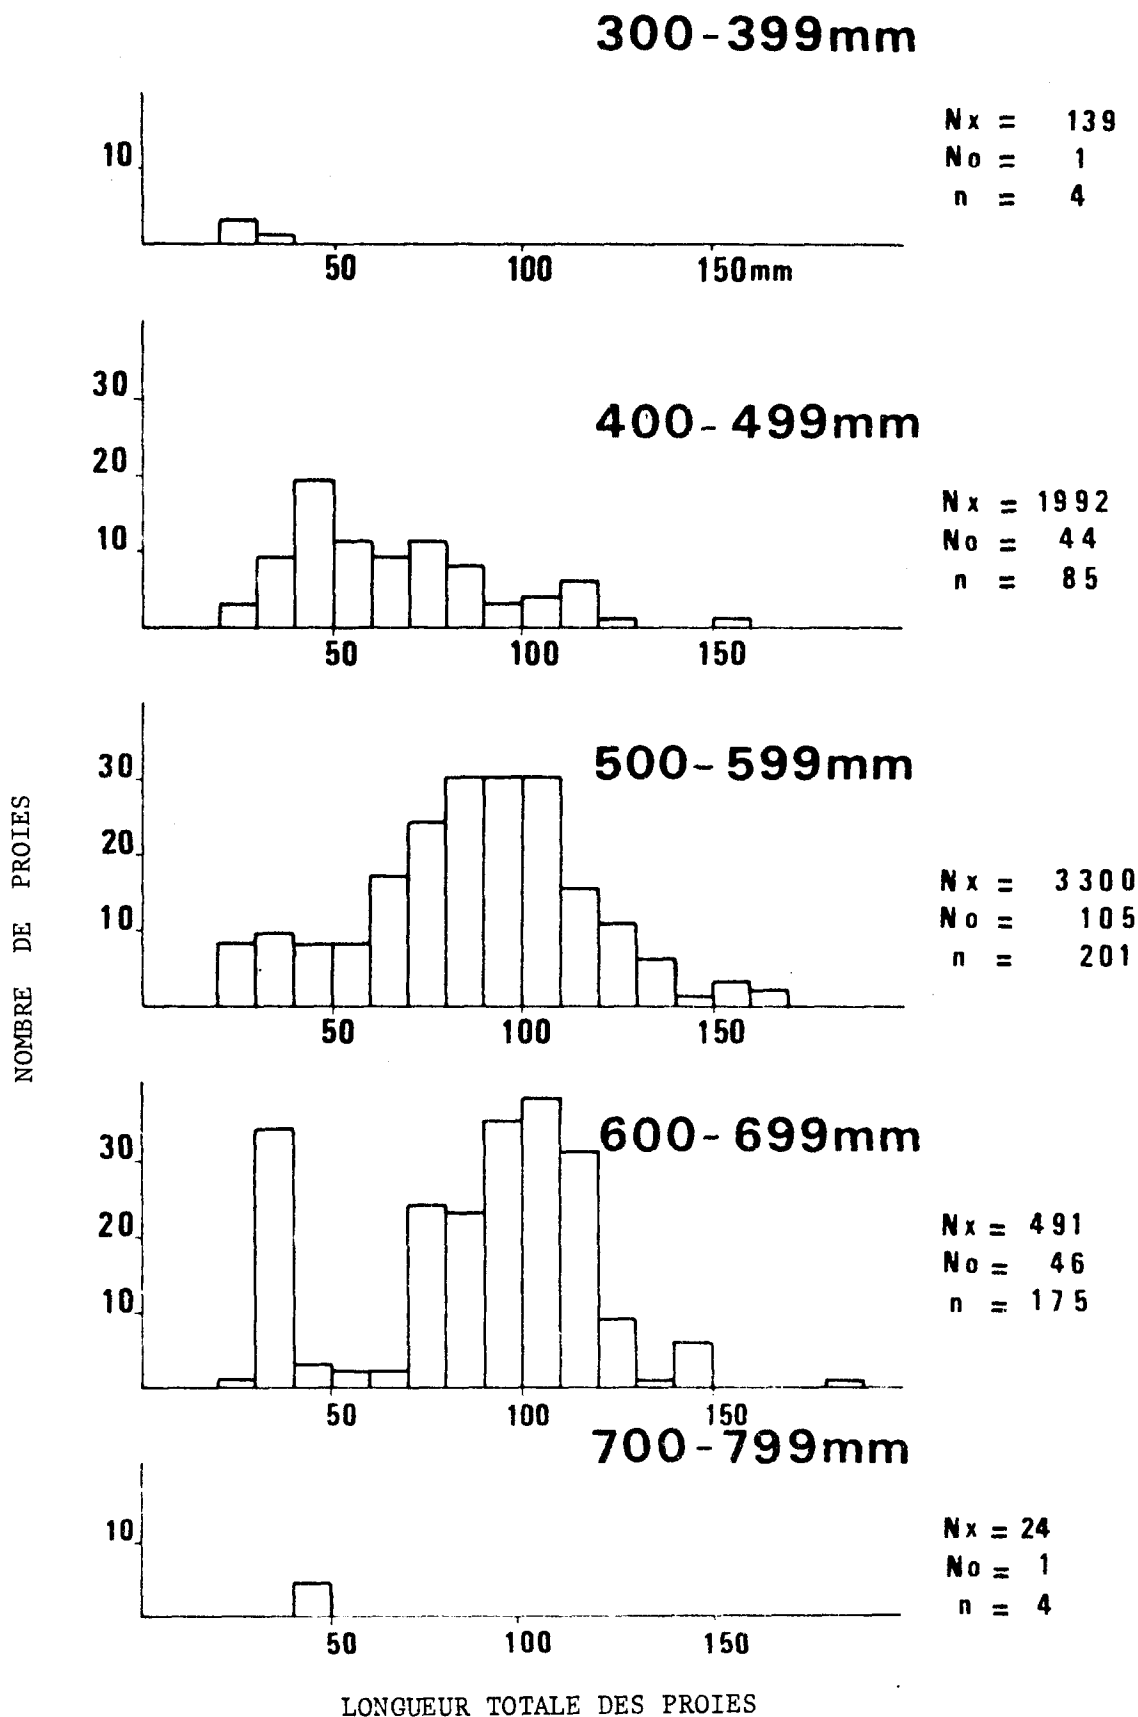 300-399mm
Nx = 139
No = 1
n = 4
10
50 100 150mm
400-499mm
Nx = 1992
No = 44
n = 85
30
20
10
50 100 150
500-599mm
Nx = 3300
No = 105
n = 201
30
20
10
50 100 150
600-699mm
Nx = 491
No = 46
n = 175
30
20
10
50 100 150
700-799mm
Nx = 24
No = 1
n = 4
10
50 100 150
NOMBRE DE PROIES
LONGUEUR TOTALE DES PROIES